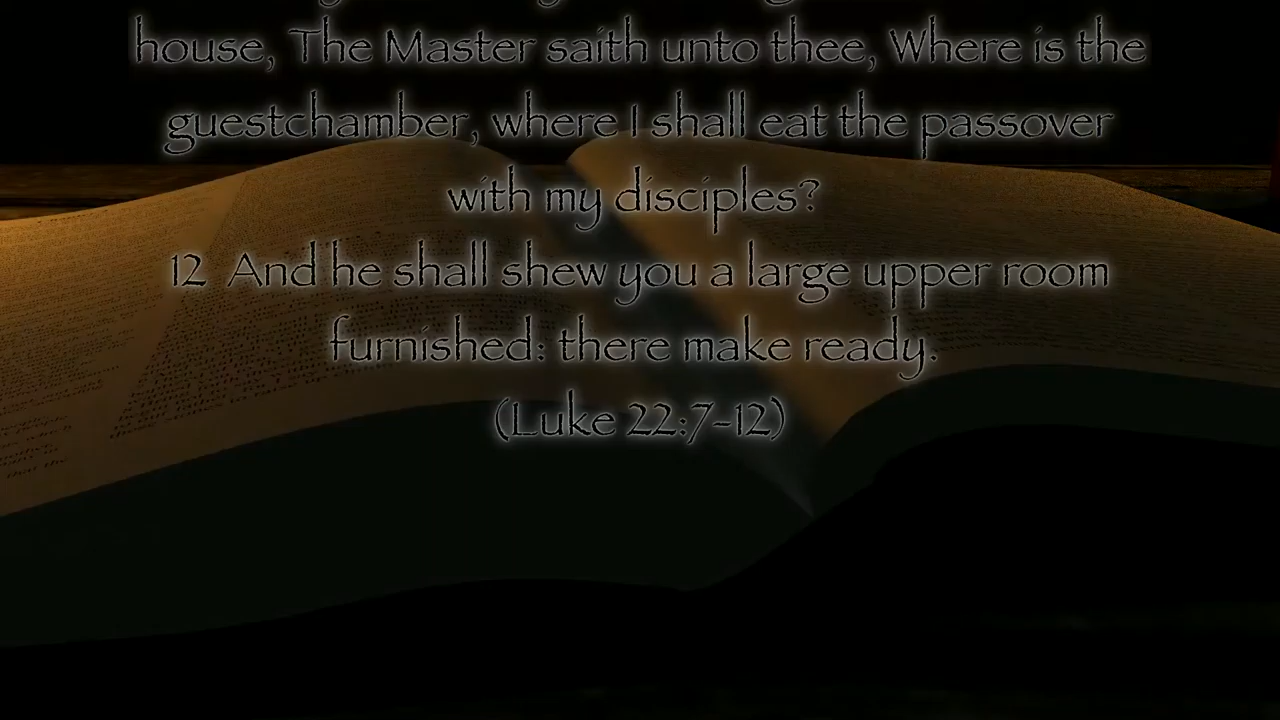 house, The Master saith unto thee, Where is the
guestchamber, where I shall eat the passover
with my disciples?
12 And he shall shew you a large upper room
furnished: there make ready.
(Luke 22:7-12)